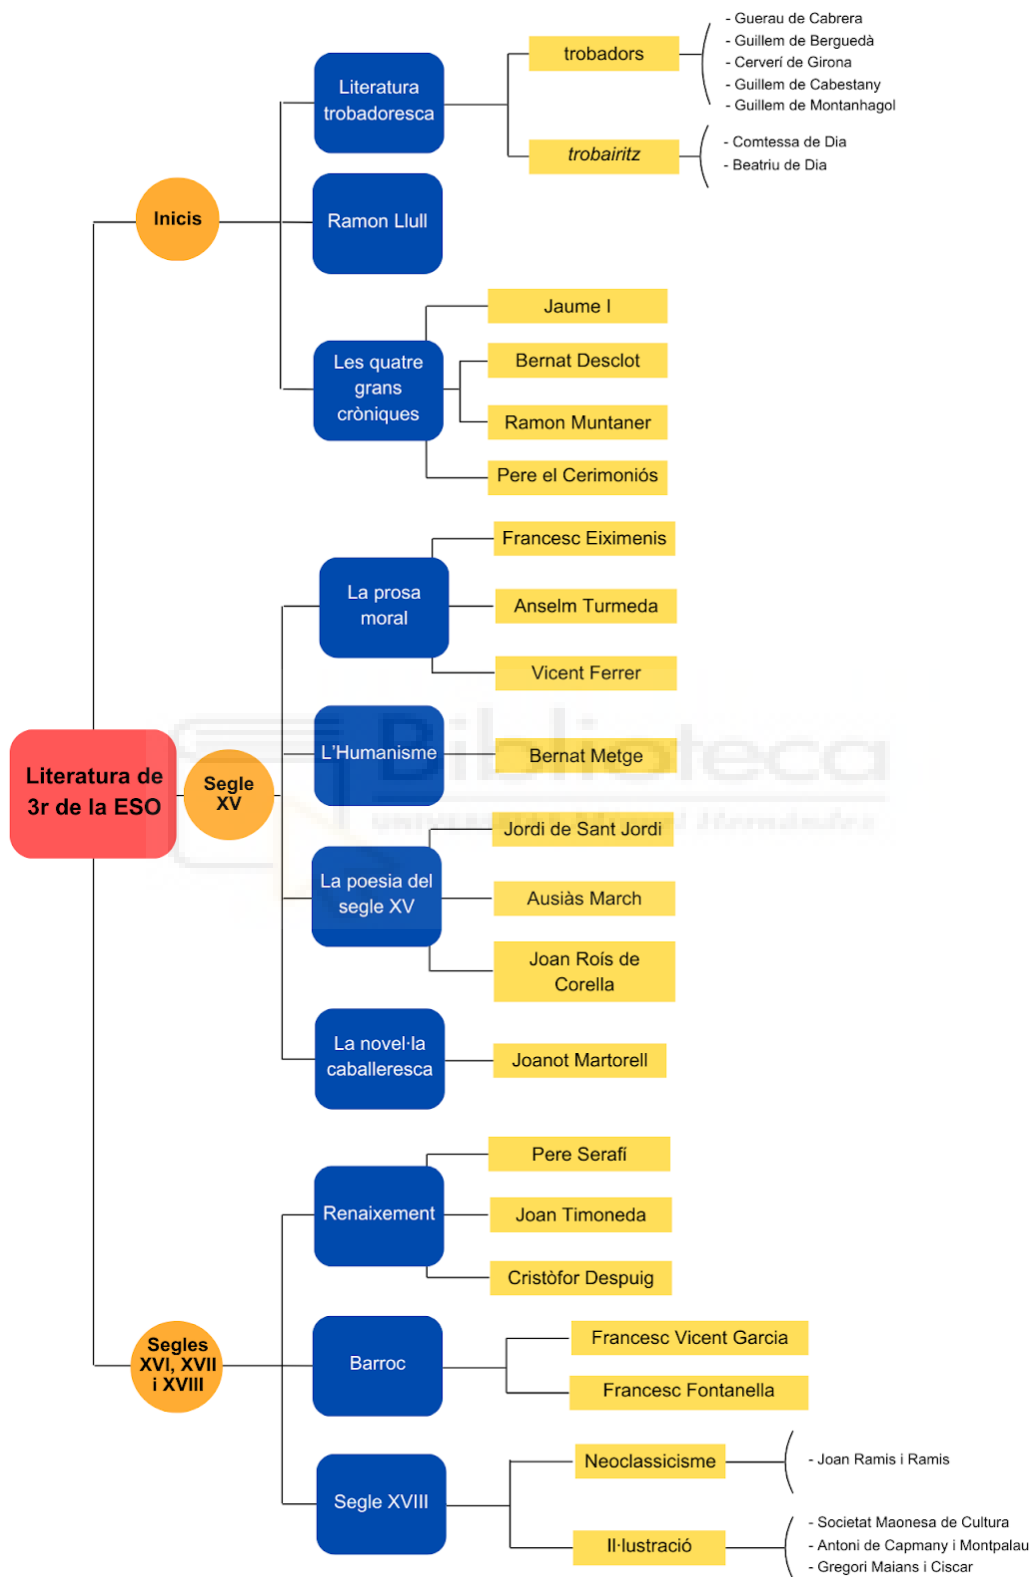 - Guerau de Cabrera
- Guillem de Berguedà
- Cerverí de Girona
- Guillem de Cabestany
- Guillem de Montanhagol
trobadors
Literatura
trobadoresca
trobairitz
- Comtessa de Dia
- Beatriu de Dia
Inicis
Ramon Llull
Jaume I
Les quatre
grans
cròniques
Bernat Desclot
Ramon Muntaner
Pere el Cerimoniós
Francesc Eiximenis
La prosa
moral
Anselm Turmeda
Vicent Ferrer
Literatura de
3r de la ESO
Segle
XV
L'Humanisme
Bernat Metge
Biblioteca
UNIVERSITAS Miguel Hernández
Jordi de Sant Jordi
La poesia del
segle XV
Ausiàs March
Joan Roís de
Corella
La novel·la
caballeresca
Joanot Martorell
Pere Serafí
Renaixement
Joan Timoneda
Cristòfor Despuig
Segles
XVI, XVII
i XVIII
Barroc
Francesc Vicent Garcia
Francesc Fontanella
Segle XVIII
Neoclassicisme
- Joan Ramis i Ramis
Il·lustració
- Societat Maonesa de Cultura
- Antoni de Capmany i Montpalau
- Gregori Maians i Ciscar